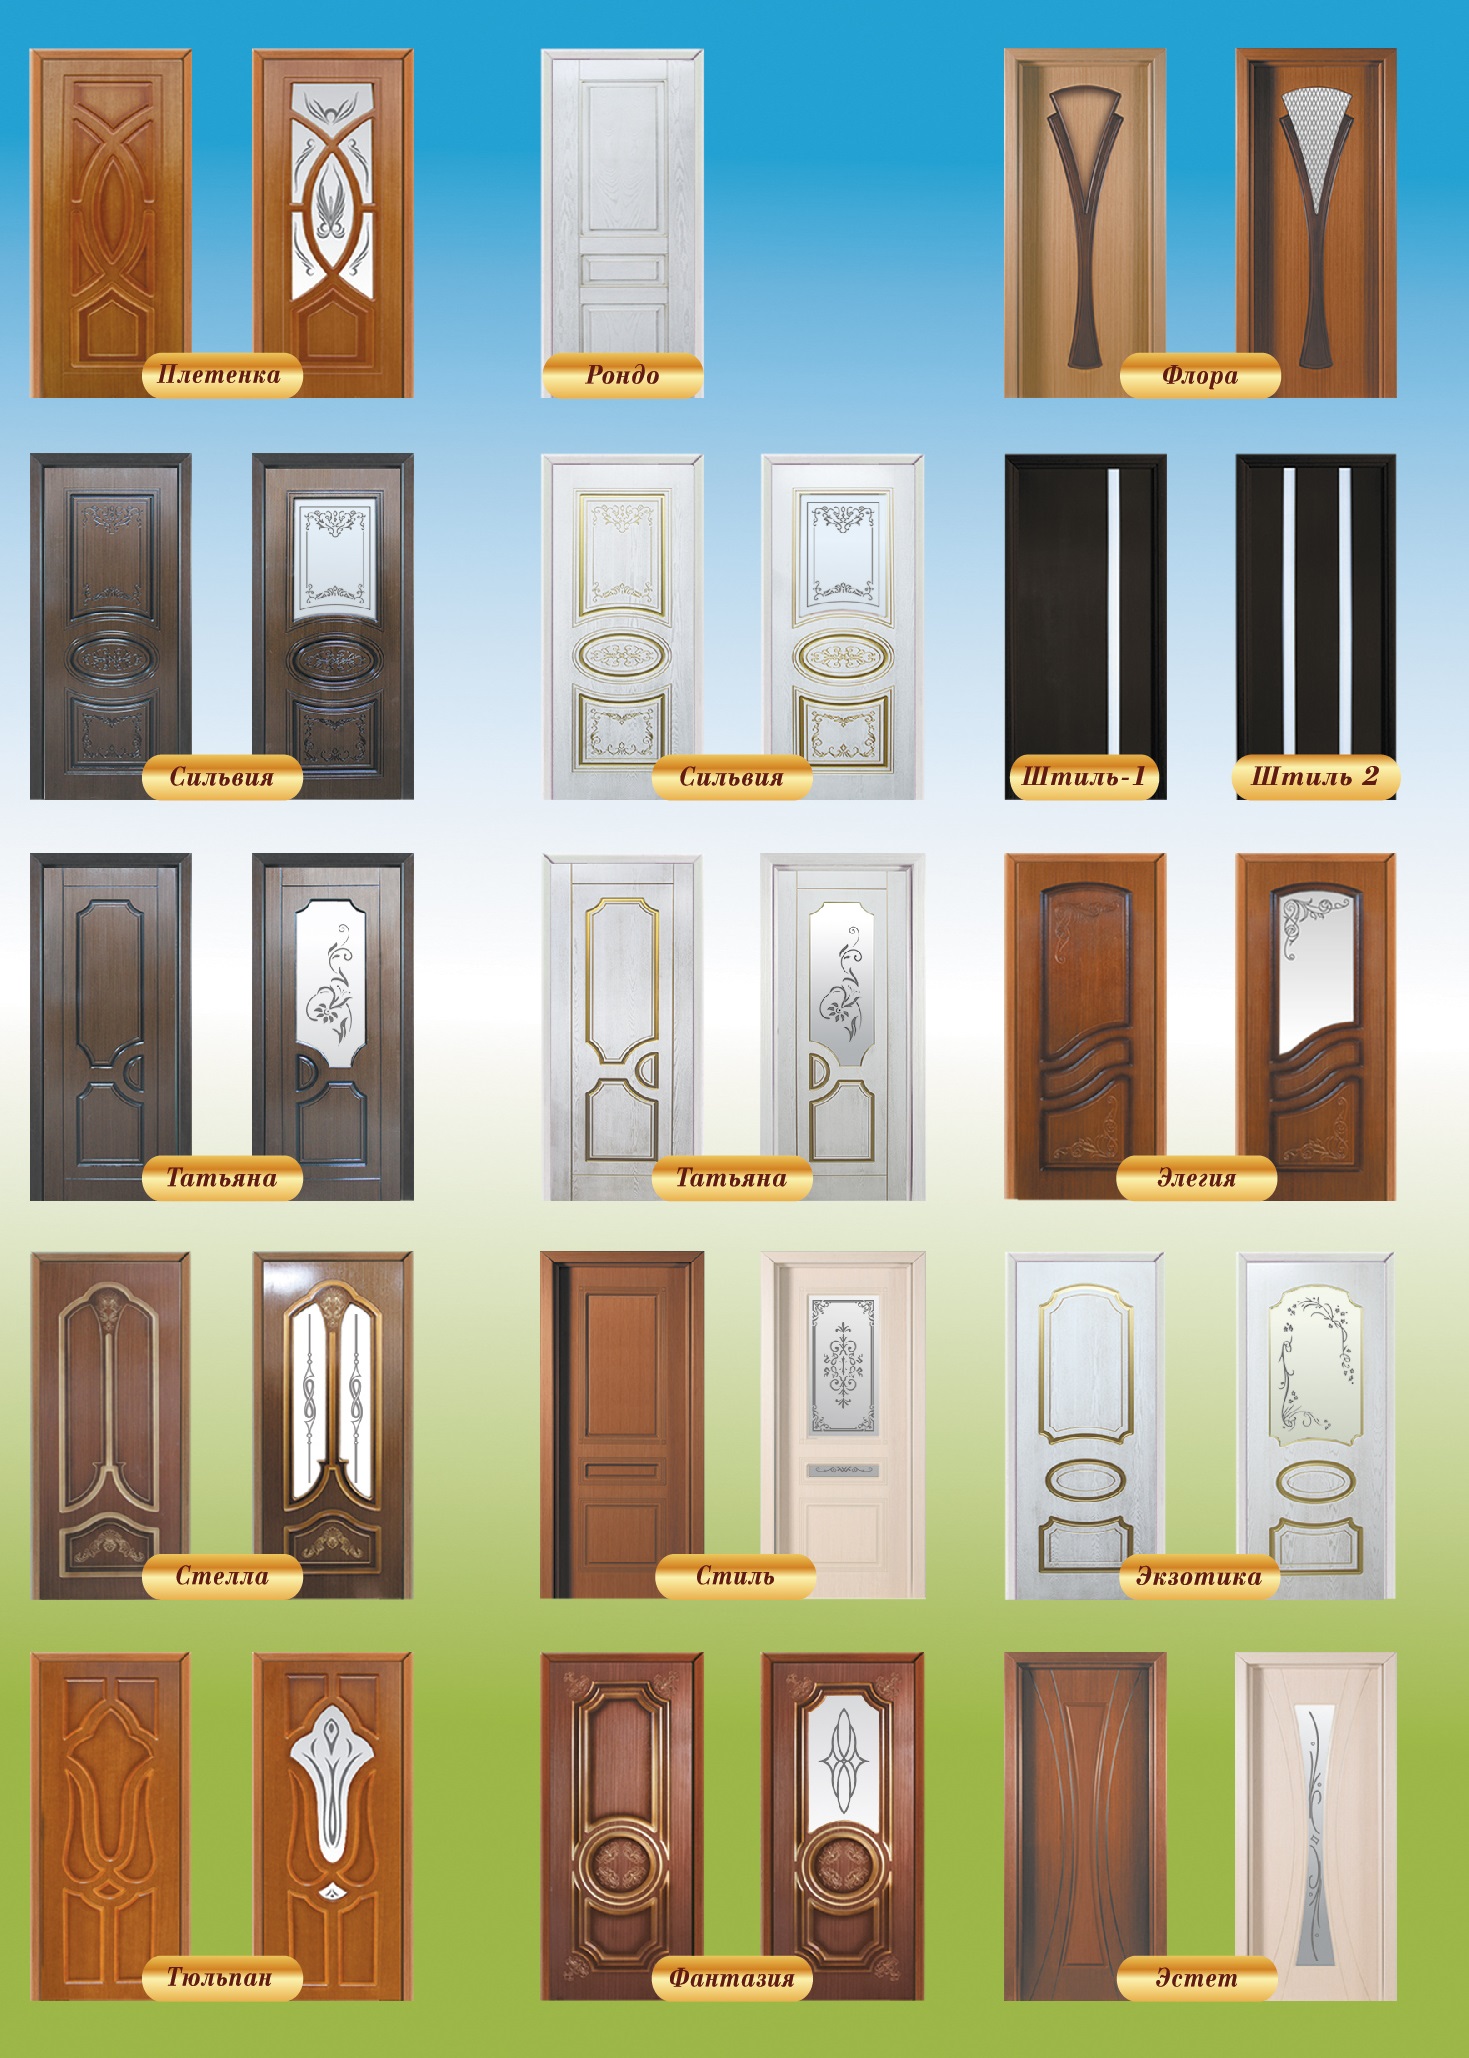 Плетенка
Рондо
Флора
Сильвия
Сильвия
Штиль-1
Штиль 2
Татьяна
Татьяна
Элегия
Стелла
Стиль
Экзотика
Тюльпан
Фантазия
Эстет